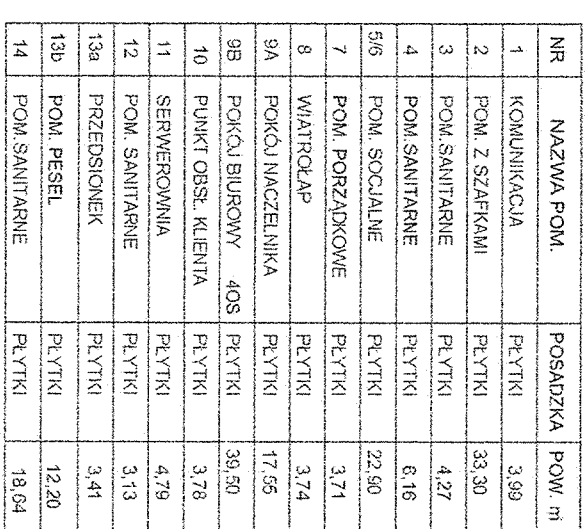 NR NAZWA POM. POSADZKA POW. m²
1 KOMUNIKACJA PŁYTKI 3,99
2 POM. Z SZAFKAMI PŁYTKI 33,30
3 POM.SANITARNE PŁYTKI 4,27
4 POM.SANITARNE PŁYTKI 6,16
5/6 POM. SOCJALNE PŁYTKI 22,90
7 POM. PORZĄDKOWE PŁYTKI 3,71
8 WIATROŁAP PŁYTKI 3,74
9A POKÓJ NACZELNIKA PŁYTKI 17,56
9B POKÓJ BIUROWY 4OS PŁYTKI 39,50
10 PUNKT OBSŁ. KLIENTA PŁYTKI 3,78
11 SERWEROWNIA PŁYTKI 4,79
12 POM. SANITARNE PŁYTKI 3,13
13a PRZEDSIONEK PŁYTKI 3,41
13b POM. PESEL PŁYTKI 12,20
14 POM.SANITARNE PŁYTKI 18,64